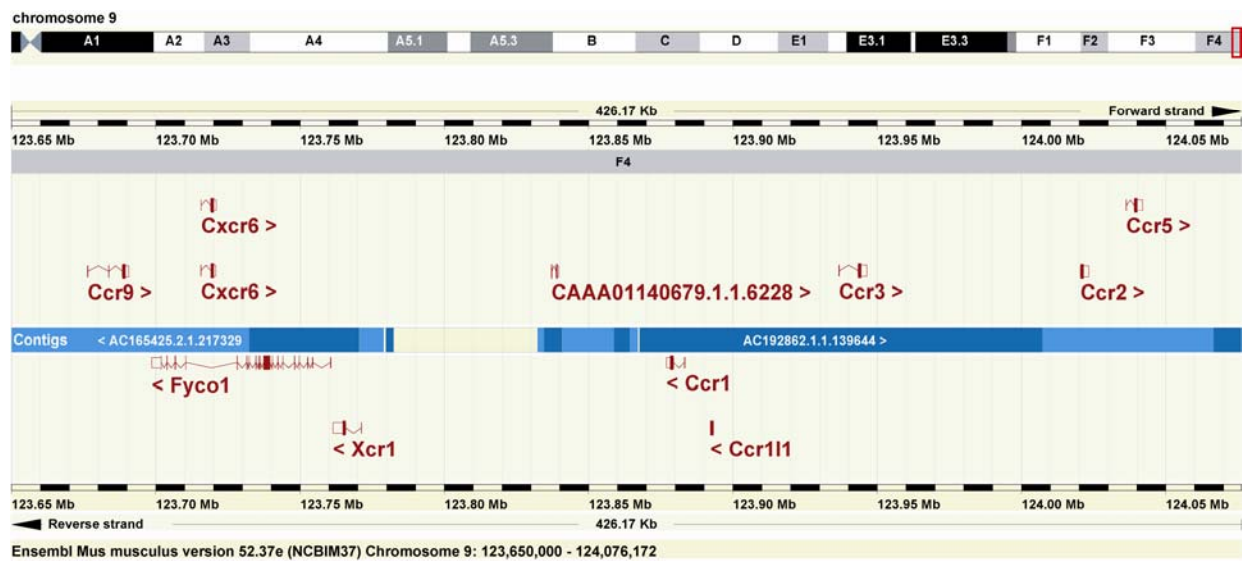 chromosome 9
A1 A2 A3 A4 A5.1 A5.3 B C D E1 E3.1 E3.3 F1 F2 F3 F4
426.17 Kb Forward strand
123.65 Mb 123.70 Mb 123.75 Mb 123.80 Mb 123.85 Mb 123.90 Mb 123.95 Mb 124.00 Mb 124.05 Mb
F4
Cxcr6 > Ccr5 >
Ccr9 > Cxcr6 > CAAA01140679.1.1.6228 > Ccr3 > Ccr2 >
Contigs < AC165425.2.1.217329 AC192862.1.1.139644 >
< Fyco1 < Ccr1
< Xcr1 < Ccr1l1
123.65 Mb 123.70 Mb 123.75 Mb 123.80 Mb 123.85 Mb 123.90 Mb 123.95 Mb 124.00 Mb 124.05 Mb
Reverse strand 426.17 Kb
Ensembl Mus musculus version 52.37e (NCBIM37) Chromosome 9: 123,650,000 - 124,076,172